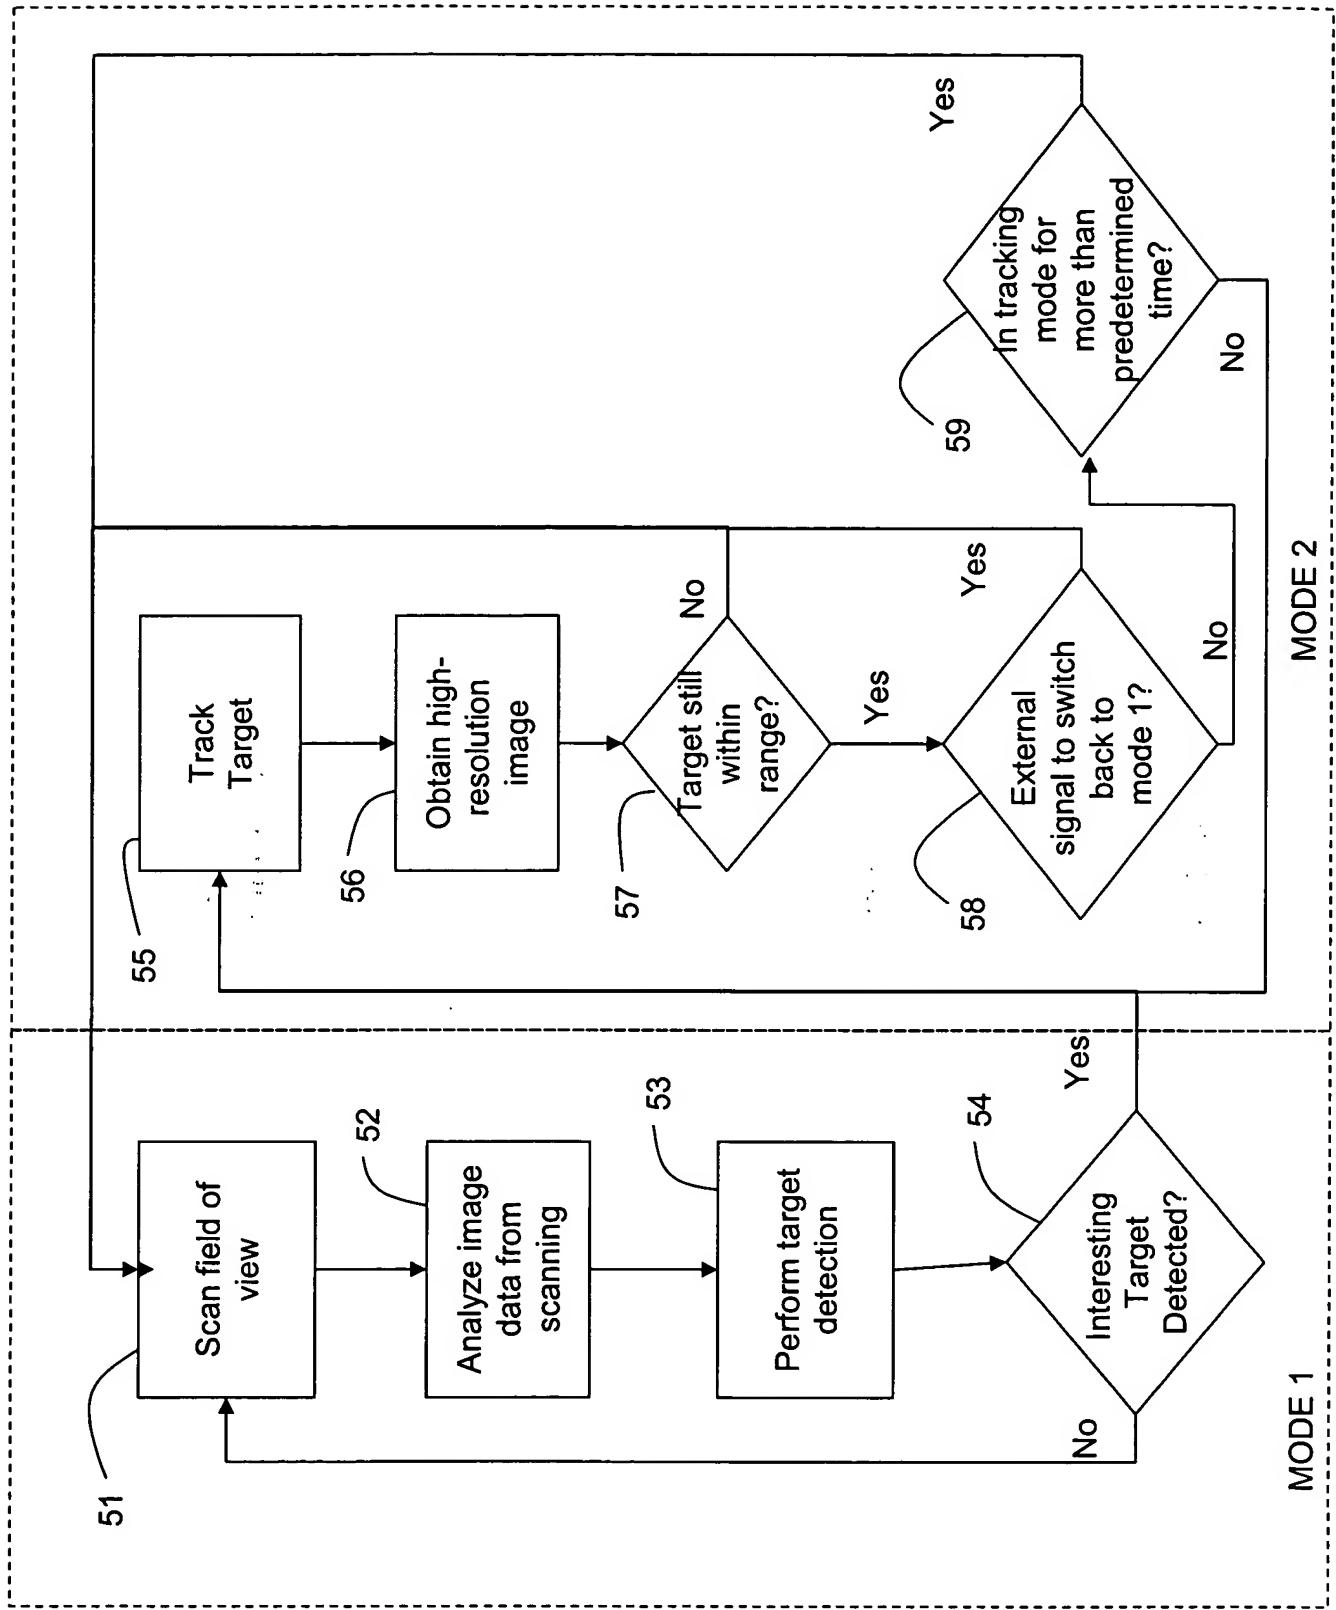 51
Scan field of
view
52
Analyze image
data from
scanning
53
Perform target
detection
54
Interesting
Target
Detected?
No
Yes
MODE 1
55
Track
Target
56
Obtain high-
resolution
image
57
Target still
within
range?
No
Yes
58
External
signal to switch
back to
mode 1?
Yes
No
59
In tracking
mode for
more than
predetermined
time?
Yes
No
MODE 2